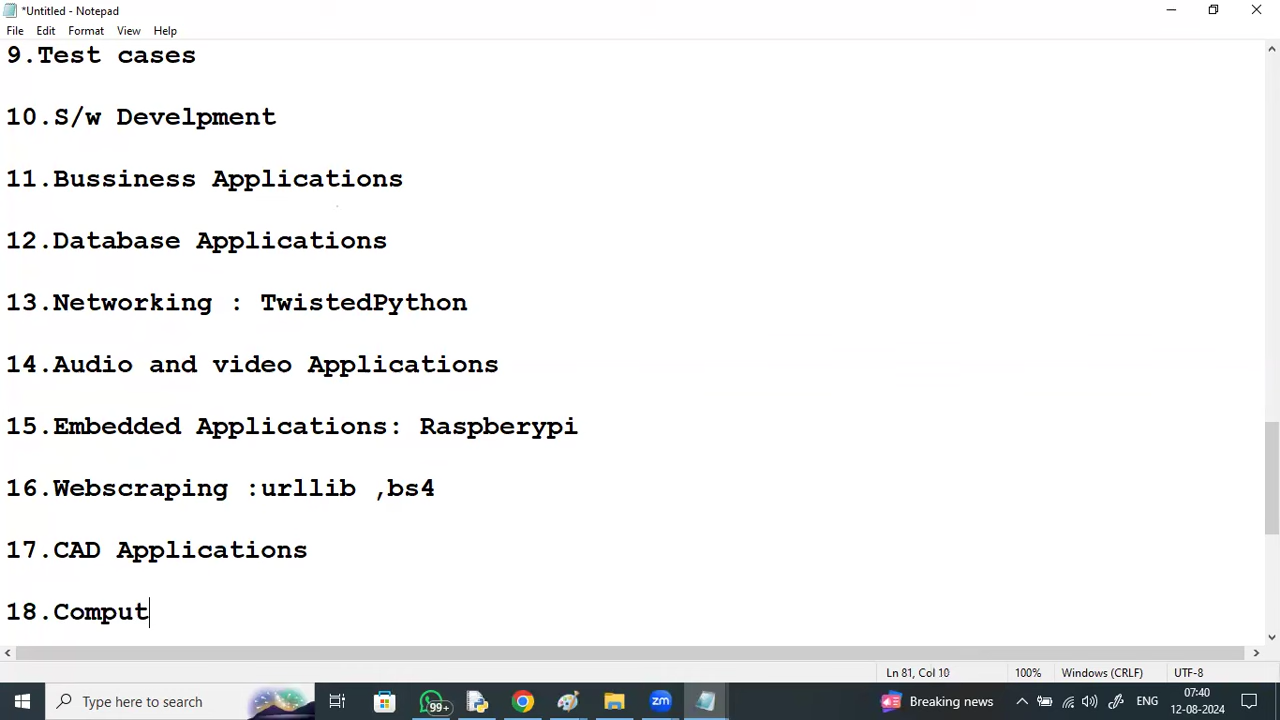 *Untitled - Notepad
File Edit Format View Help
9.Test cases
10.S/w Develpment
11.Bussiness Applications
12.Database Applications
13.Networking : TwistedPython
14.Audio and video Applications
15.Embedded Applications: Raspberypi
16.Webscraping :urllib ,bs4
17.CAD Applications
18.Comput
Ln 81, Col 10 100% Windows (CRLF) UTF-8
Type here to search 99+ zm Breaking news ENG 07:40
12-08-2024